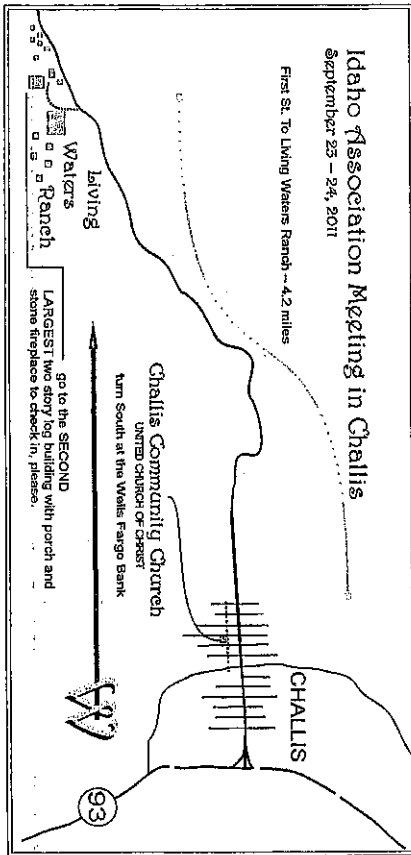 Idaho Association Meeting in Challis
September 23 – 24, 2011
First St. To Living Waters Ranch ~ 4.2 miles
CHALLIS
93
Challis Community Church
UNITED CHURCH OF CHRIST
turn South at the Wells Fargo Bank
W
Living
Waters
Ranch
go to the SECOND
LARGEST two story log building with porch and
stone fireplace to check in, please.